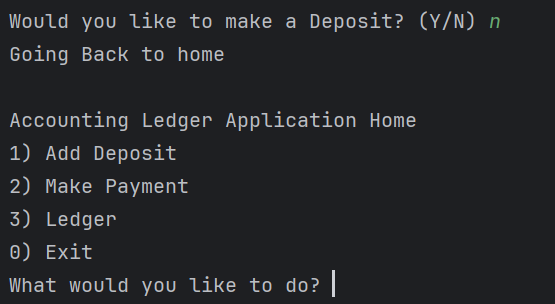 Would you like to make a Deposit? (Y/N) n
Going Back to home
Accounting Ledger Application Home
1) Add Deposit
2) Make Payment
3) Ledger
0) Exit
What would you like to do?